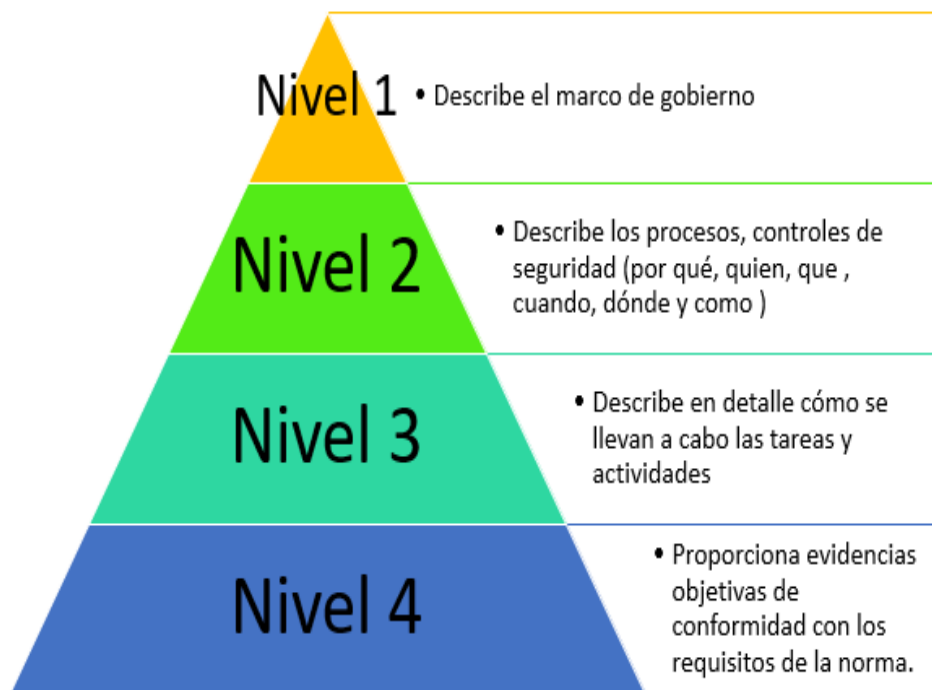 Nivel 1
• Describe el marco de gobierno
Nivel 2
• Describe los procesos, controles de
seguridad (por qué, quien, que ,
cuando, dónde y como )
Nivel 3
• Describe en detalle cómo se
llevan a cabo las tareas y
actividades
Nivel 4
• Proporciona evidencias
objetivas de
conformidad con los
requisitos de la norma.